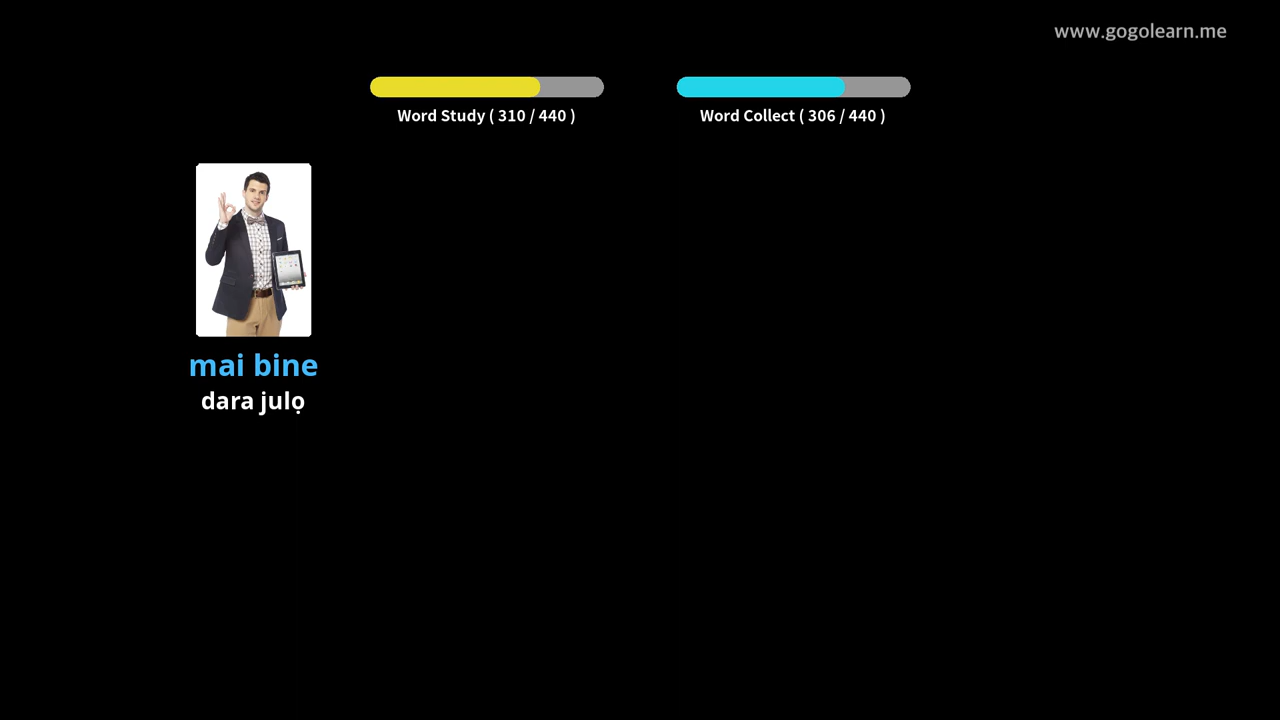 www.gogolearn.me
Word Study ( 310 / 440 )
Word Collect ( 306 / 440 )
mai bine
dara julọ